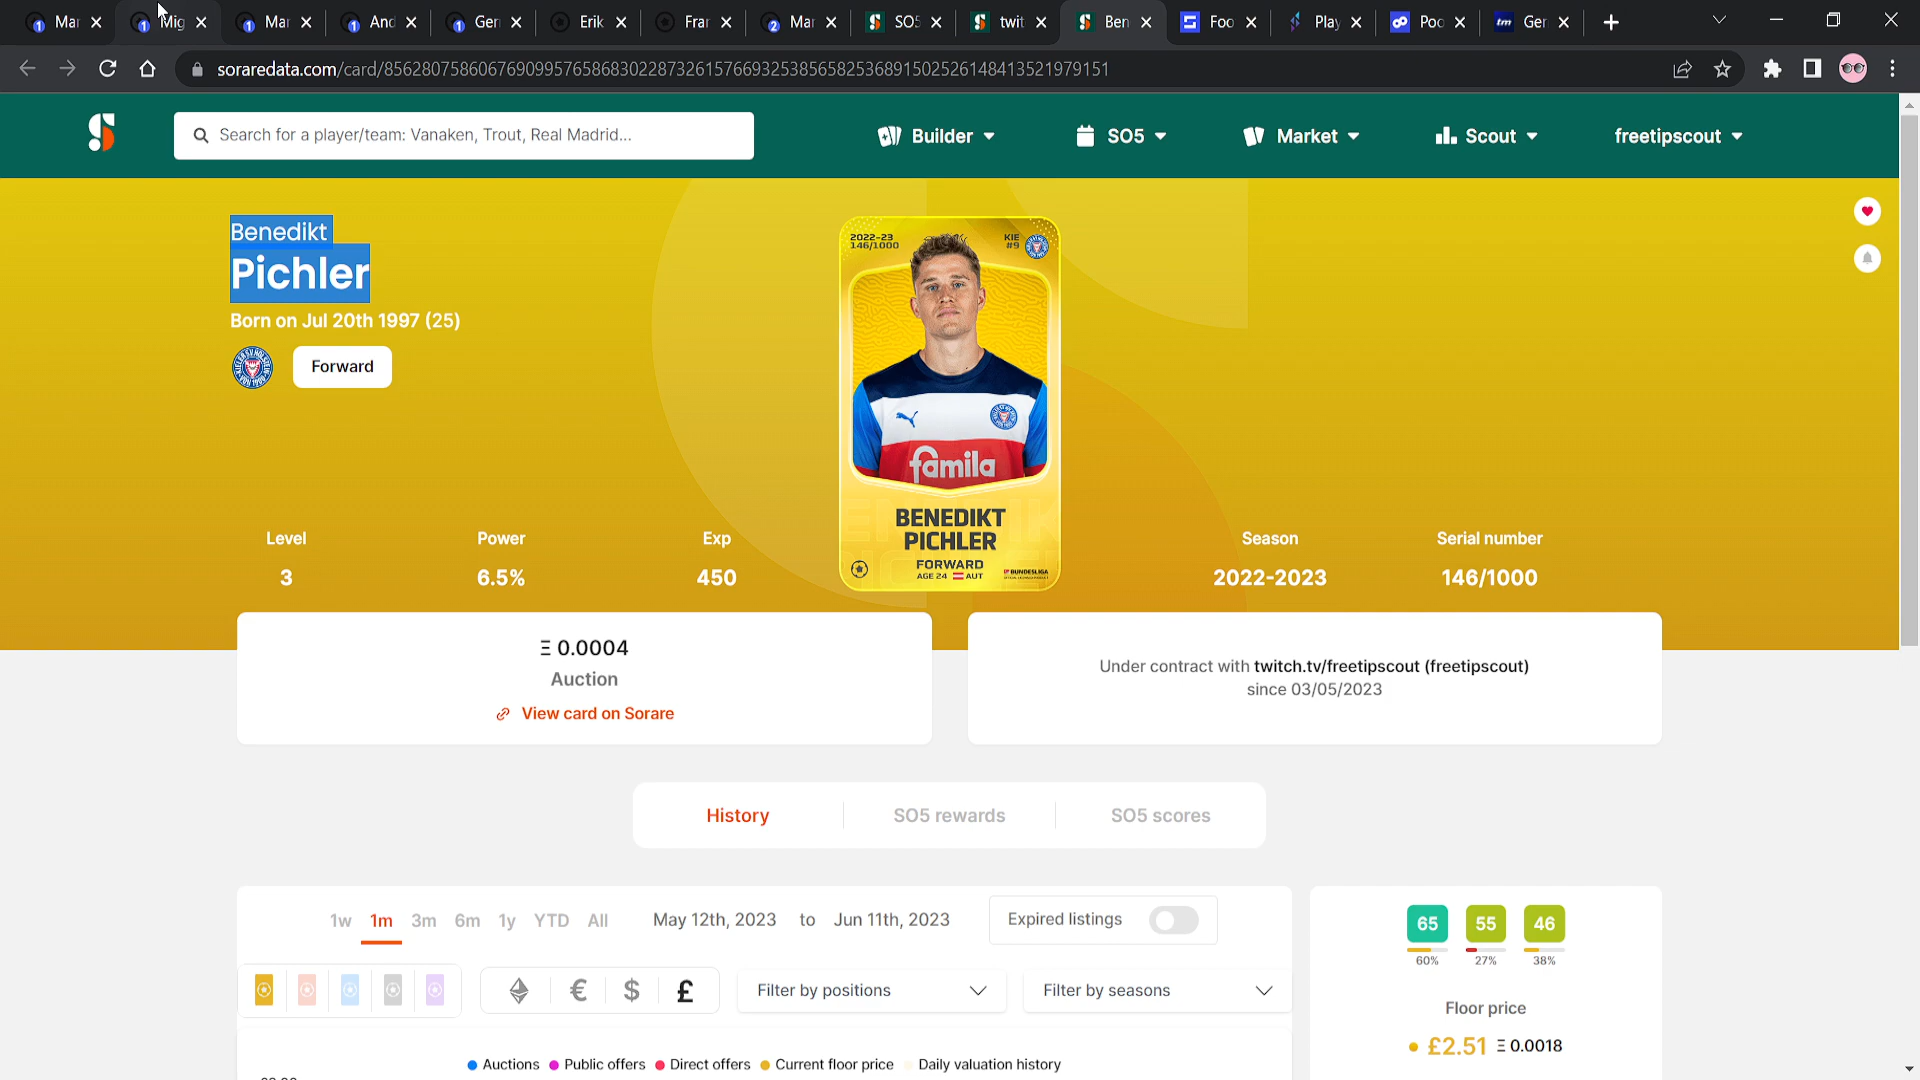 Mar
Mig
Mar
And
Ger
Erik
Frar
Mar
SO5
twit
Ben
Foo
Play
Poo
tm
Ger
soraredata.com/card/85628075860676909957658683022873261576693253856582536891502526148413521979151
Search for a player/team: Vanaken, Trout, Real Madrid...
Builder
SO5
Market
Scout
freetipscout
Benedikt
Pichler
Born on Jul 20th 1997 (25)
Forward
2022-23
146/1000
KIE
#9
famila
BENEDIKT
PICHLER
FORWARD
AGE 24 AUT
BUNDESLIGA
Level
3
Power
6.5%
Exp
450
Season
2022-2023
Serial number
146/1000
Ξ 0.0004
Auction
View card on Sorare
Under contract with twitch.tv/freetipscout (freetipscout)
since 03/05/2023
History
SO5 rewards
SO5 scores
1w 1m 3m 6m 1y YTD All
May 12th, 2023 to Jun 11th, 2023
Expired listings
€ $ £
Filter by positions
Filter by seasons
65 55 46
60% 27% 38%
Floor price
£2.51 Ξ 0.0018
Auctions Public offers Direct offers Current floor price Daily valuation history